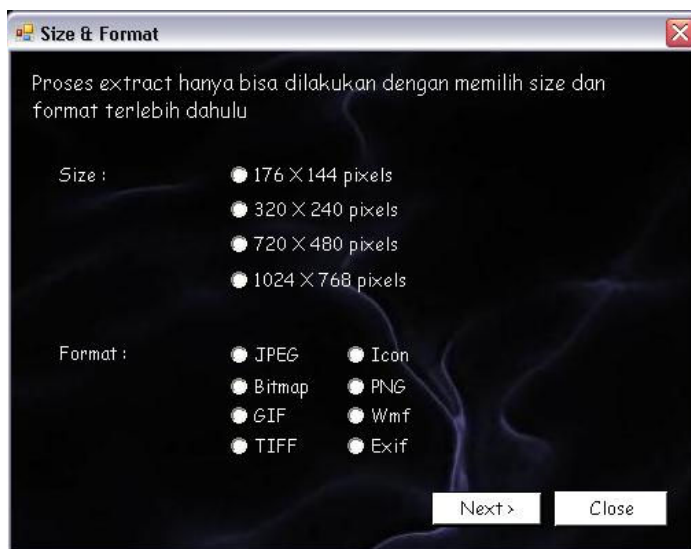 Size & Format
Proses extract hanya bisa dilakukan dengan memilih size dan
format terlebih dahulu
Size :
176 X 144 pixels
320 X 240 pixels
720 X 480 pixels
1024 X 768 pixels
Format :
JPEG Icon
Bitmap PNG
GIF Wmf
TIFF Exif
Next > Close